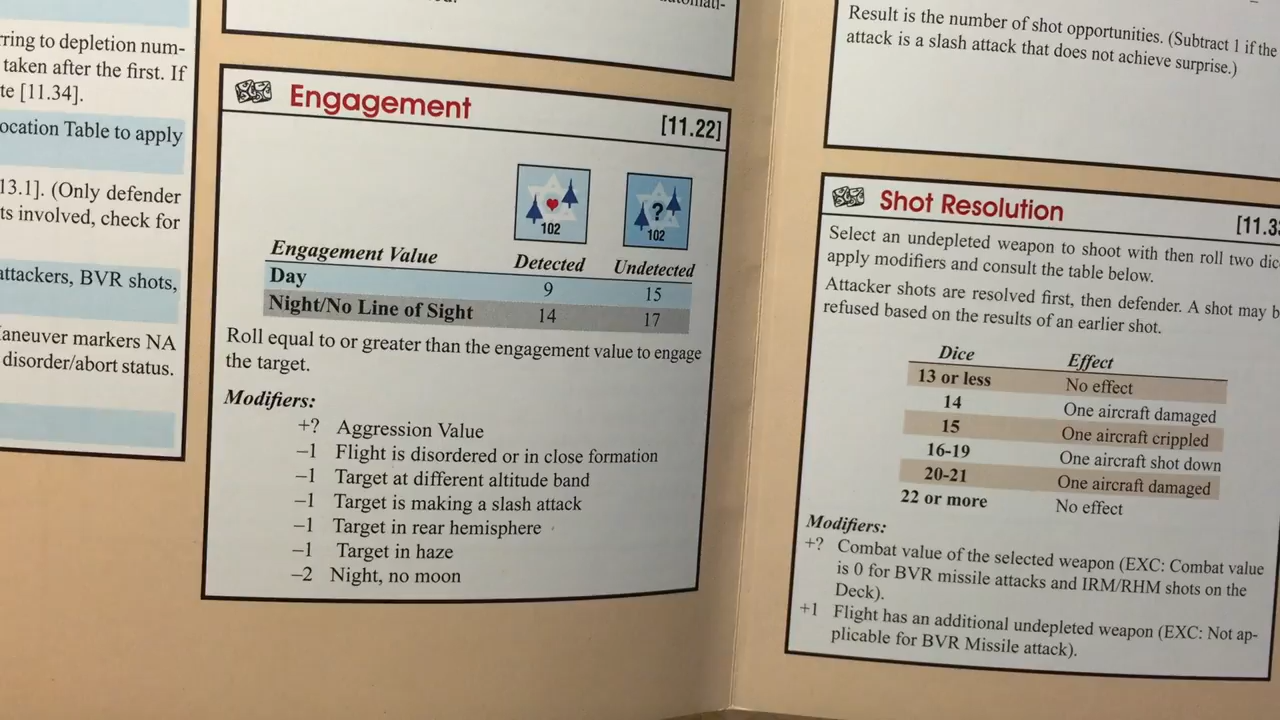 rring to depletion num-
taken after the first. If
te [11.34].
ocation Table to apply
13.1]. (Only defender
ts involved, check for
attackers, BVR shots,
aneuver markers NA
disorder/abort status.
Engagement
[11.22]
102
102
Engagement Value Detected Undetected
Day 9 15
Night/No Line of Sight 14 17
Roll equal to or greater than the engagement value to engage
the target.
Modifiers:
+? Aggression Value
–1 Flight is disordered or in close formation
–1 Target at different altitude band
–1 Target is making a slash attack
–1 Target in rear hemisphere
–1 Target in haze
–2 Night, no moon
Result is the number of shot opportunities. (Subtract 1 if the
attack is a slash attack that does not achieve surprise.)
Shot Resolution
[11.3
Select an undepleted weapon to shoot with then roll two dic
apply modifiers and consult the table below.
Attacker shots are resolved first, then defender. A shot may b
refused based on the results of an earlier shot.
Dice Effect
13 or less No effect
14 One aircraft damaged
15 One aircraft crippled
16-19 One aircraft shot down
20-21 One aircraft damaged
22 or more No effect
Modifiers:
+? Combat value of the selected weapon (EXC: Combat value
is 0 for BVR missile attacks and IRM/RHM shots on the
Deck).
+1 Flight has an additional undepleted weapon (EXC: Not ap-
plicable for BVR Missile attack).